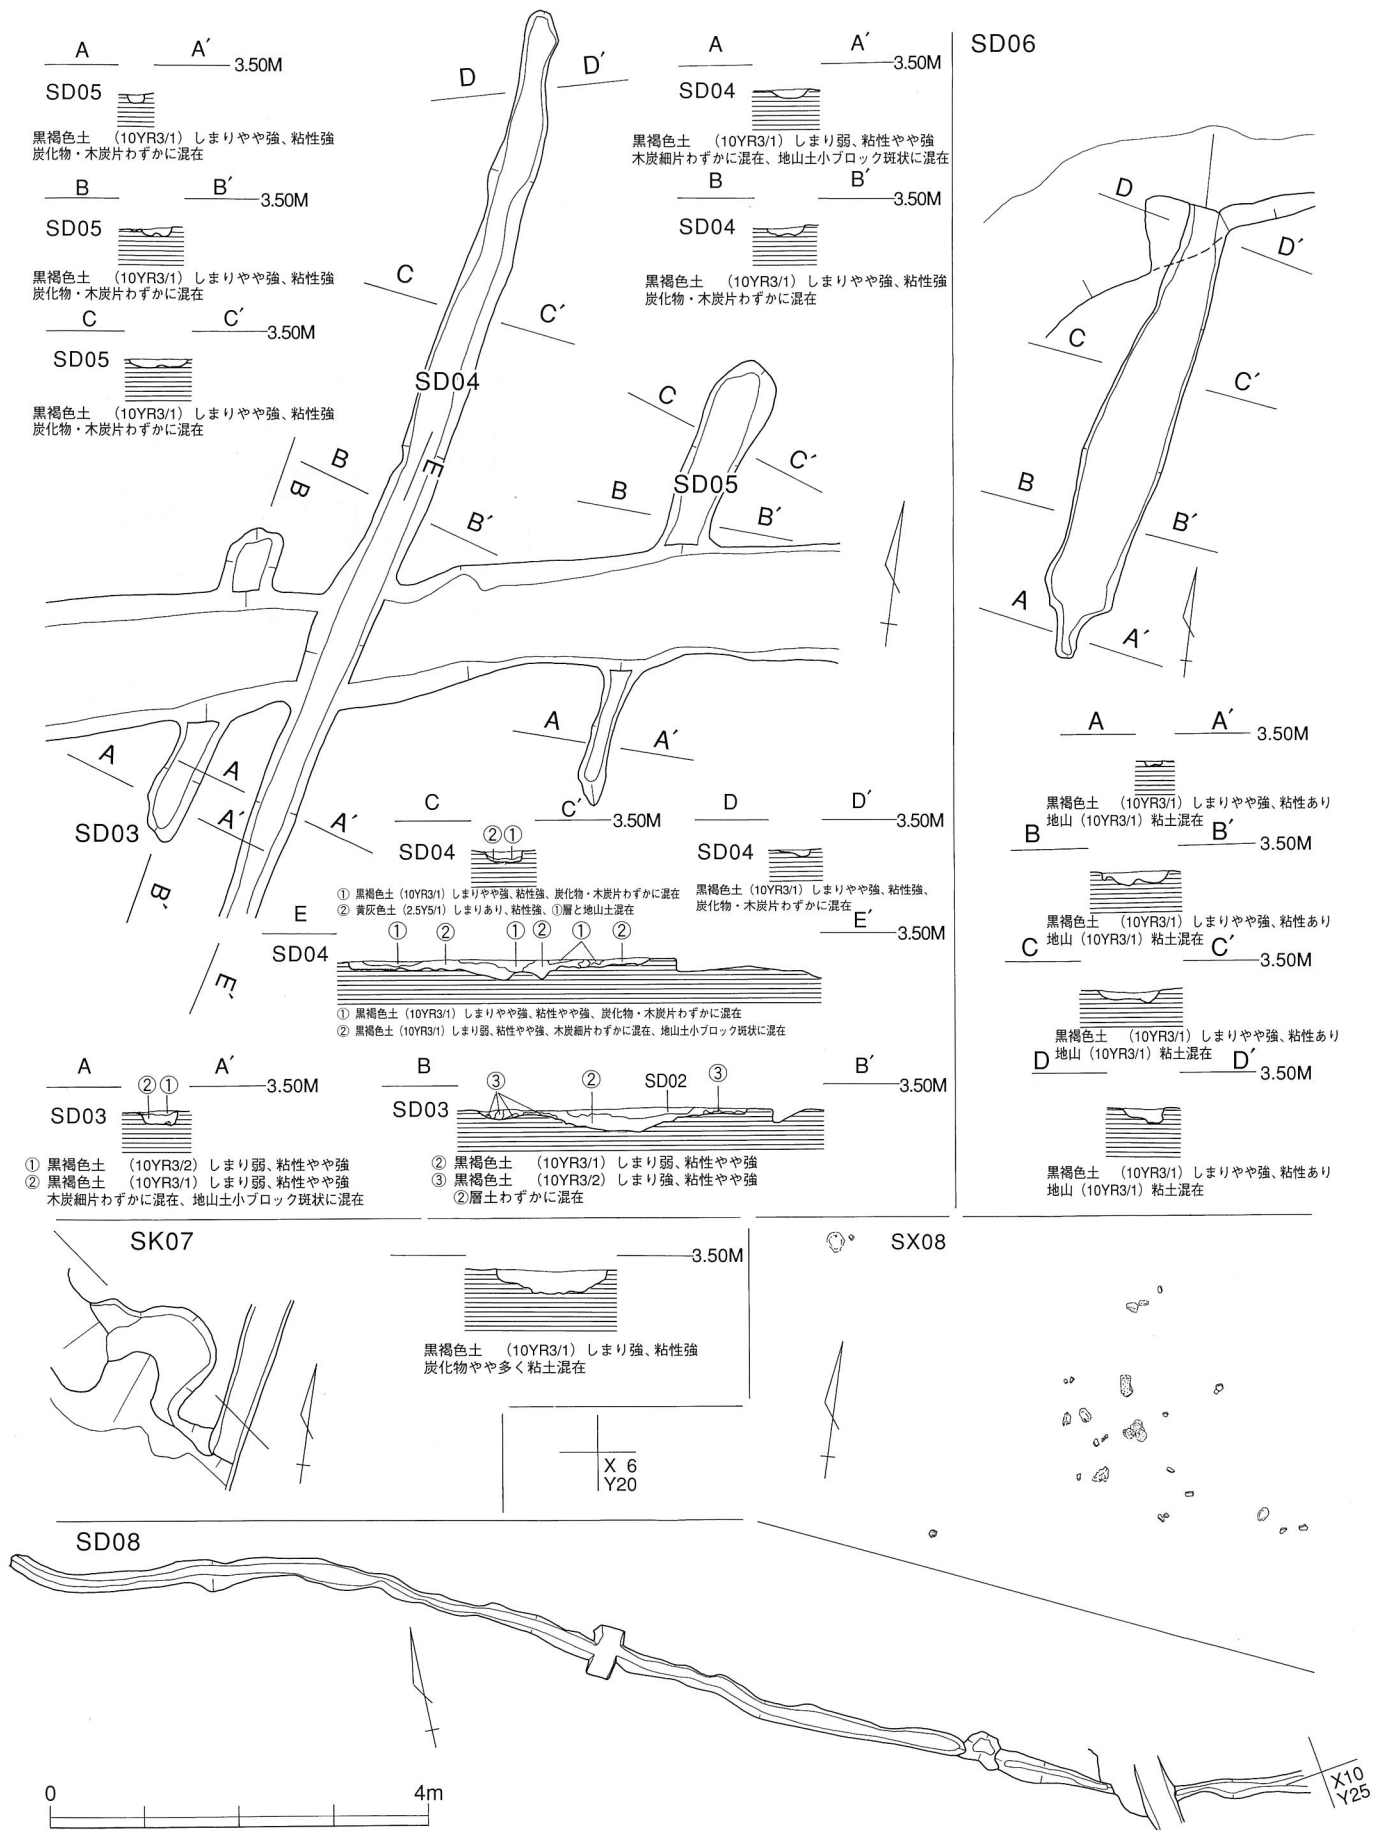 A A′ 3.50M
SD05
黒褐色土 （10YR3/1）しまりやや強、粘性強
炭化物・木炭片わずかに混在
B B′ 3.50M
SD05
黒褐色土 （10YR3/1）しまりやや強、粘性強
炭化物・木炭片わずかに混在
C C′ 3.50M
SD05
黒褐色土 （10YR3/1）しまりやや強、粘性強
炭化物・木炭片わずかに混在
D D′
C C′
SD04
B
B
E
B′
C
C′
SD05
B B′
A A′ 3.50M
SD04
黒褐色土 （10YR3/1）しまり弱、粘性やや強
木炭細片わずかに混在、地山土小ブロック斑状に混在
B B′ 3.50M
SD04
黒褐色土 （10YR3/1）しまりやや強、粘性強
炭化物・木炭片わずかに混在
A
A
A′
A′
SD03
B′
E′
A A′
C C′ 3.50M
② ①
SD04
① 黒褐色土（10YR3/1）しまりやや強、粘性強、炭化物・木炭片わずかに混在
② 黄灰色土（2.5Y5/1）しまりあり、粘性強、①層と地山土混在
D D′ 3.50M
SD04
黒褐色土（10YR3/1）しまりやや強、粘性強、
炭化物・木炭片わずかに混在
E E′ 3.50M
SD04
① ② ① ② ① ②
① 黒褐色土（10YR3/1）しまりやや強、粘性やや強、炭化物・木炭片わずかに混在
② 黒褐色土（10YR3/1）しまり弱、粘性やや強、木炭細片わずかに混在、地山土小ブロック斑状に混在
A A′ 3.50M
② ①
SD03
① 黒褐色土 （10YR3/2）しまり弱、粘性やや強
② 黒褐色土 （10YR3/1）しまり弱、粘性やや強
木炭細片わずかに混在、地山土小ブロック斑状に混在
B B′ 3.50M
③ ② SD02 ③
SD03
② 黒褐色土 （10YR3/1）しまり弱、粘性やや強
③ 黒褐色土 （10YR3/2）しまり強、粘性やや強
②層土わずかに混在
SD06
D D′
C C′
B B′
A A′
A A′ 3.50M
黒褐色土 （10YR3/1）しまりやや強、粘性あり
地山（10YR3/1）粘土混在
B B′ 3.50M
黒褐色土 （10YR3/1）しまりやや強、粘性あり
地山（10YR3/1）粘土混在
C C′ 3.50M
黒褐色土 （10YR3/1）しまりやや強、粘性あり
地山（10YR3/1）粘土混在
D D′ 3.50M
黒褐色土 （10YR3/1）しまりやや強、粘性あり
地山（10YR3/1）粘土混在
SK07
3.50M
黒褐色土 （10YR3/1）しまり強、粘性強
炭化物やや多く粘土混在
SX08
X 6
Y20
SD08
X10
Y25
0 4m